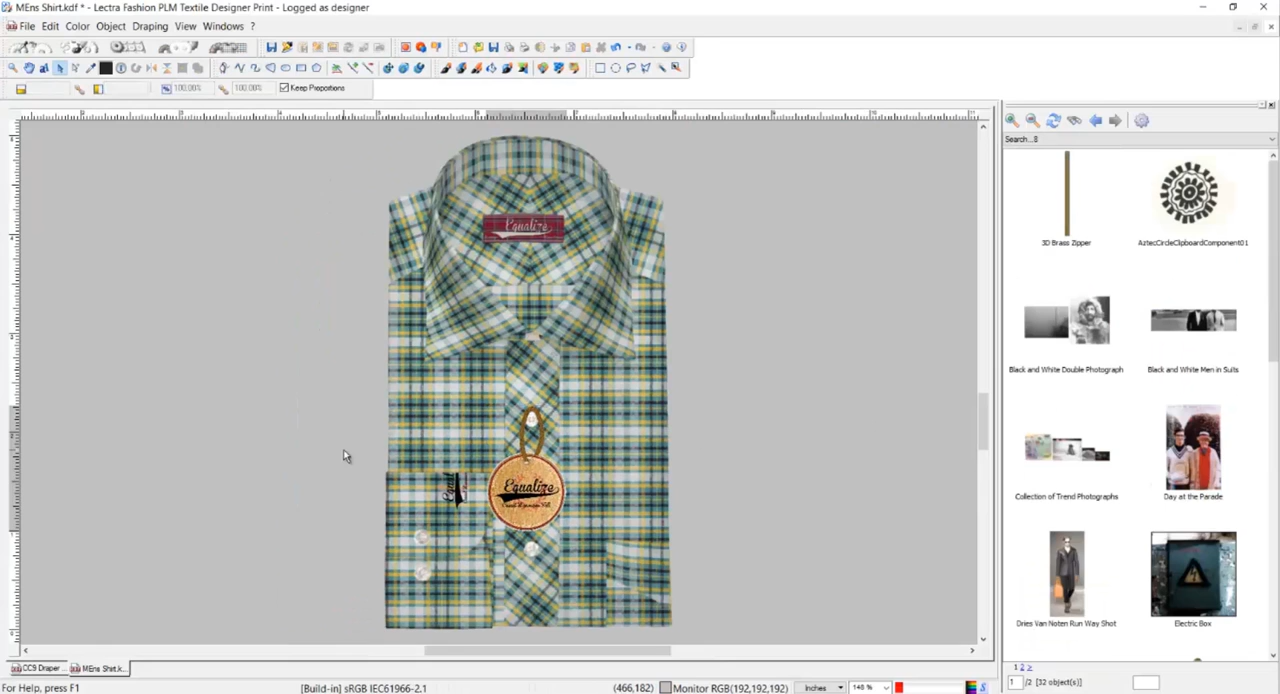 MEns Shirt.kdf * - Lectra Fashion PLM Textile Designer Print - Logged as designer
File Edit Color Object Draping View Windows ?
100.00% 100.00% Keep Proportions
Search...8
Equalize
3D Brass Zipper
AztecCircleClipboardComponent01
Black and White Double Photograph
Black and White Men in Suits
Equalize
Equalize
Collection of Trend Photographs
Day at the Parade
Dries Van Noten Run Way Shot
Electric Box
1 2 >
CC9 Draper ...
MEns Shirt.k...
1 /2 [32 object(s)]
For Help, press F1
[Build-in] sRGB IEC61966-2.1
(466,182)
Monitor RGB(192,192,192)
Inches
148 %